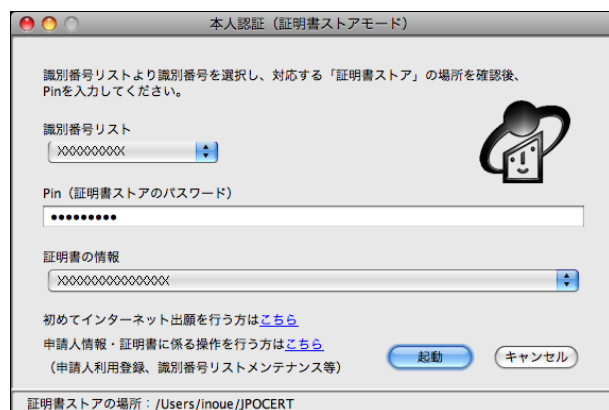 本人認証（証明書ストアモード）
識別番号リストより識別番号を選択し、対応する「証明書ストア」の場所を確認後、
Pinを入力してください。
識別番号リスト
XXXXXXXXX
Pin（証明書ストアのパスワード）
●●●●●●●●●
証明書の情報
XXXXXXXXXXXXXXX
初めてインターネット出願を行う方はこちら
申請人情報・証明書に係る操作を行う方はこちら
（申請人利用登録、識別番号リストメンテナンス等）
起動 キャンセル
証明書ストアの場所：/Users/inoue/JPOCERT